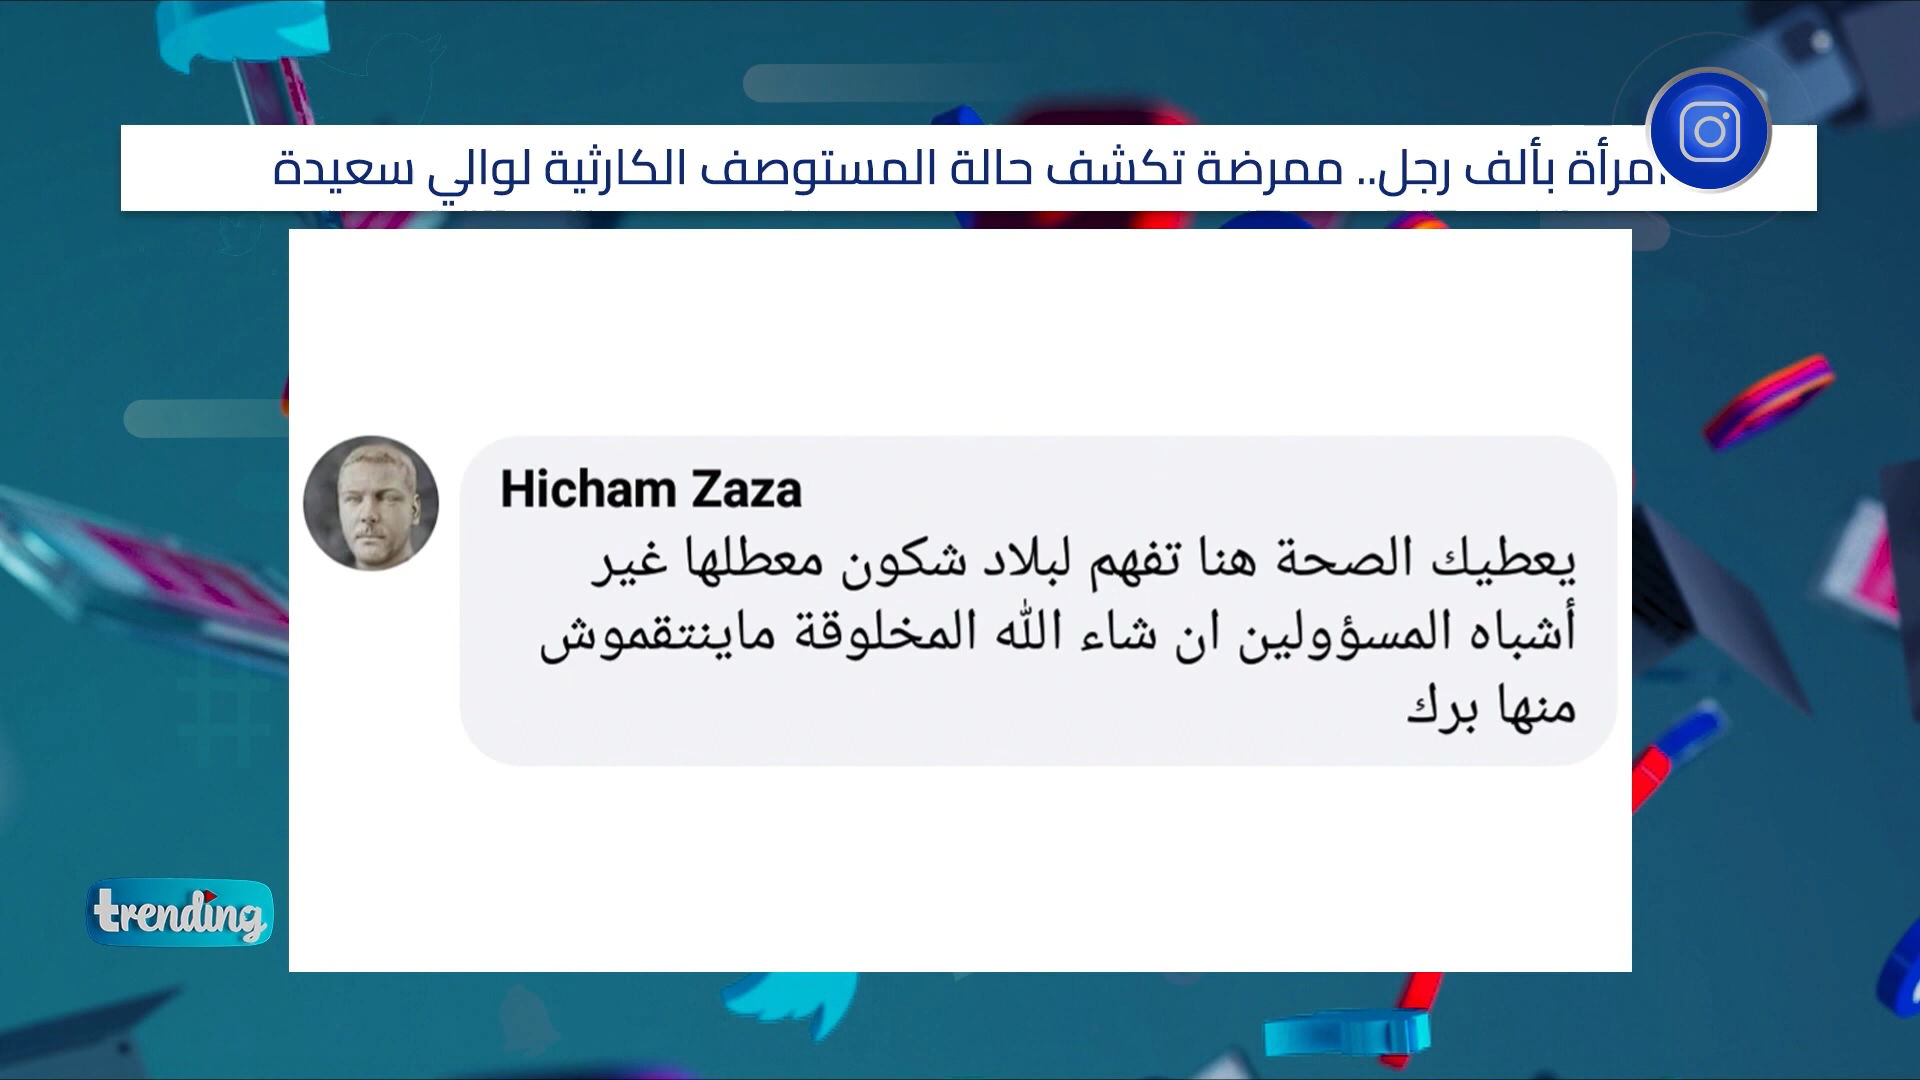 امرأة بألف رجل.. ممرضة تكشف حالة المستوصف الكارثية لوالي سعيدة
Hicham Zaza
يعطيك الصحة هنا تفهم لبلاد شكون معطلها غير
أشباه المسؤولين ان شاء الله المخلوقة ماينتقموش
منها برك
trending